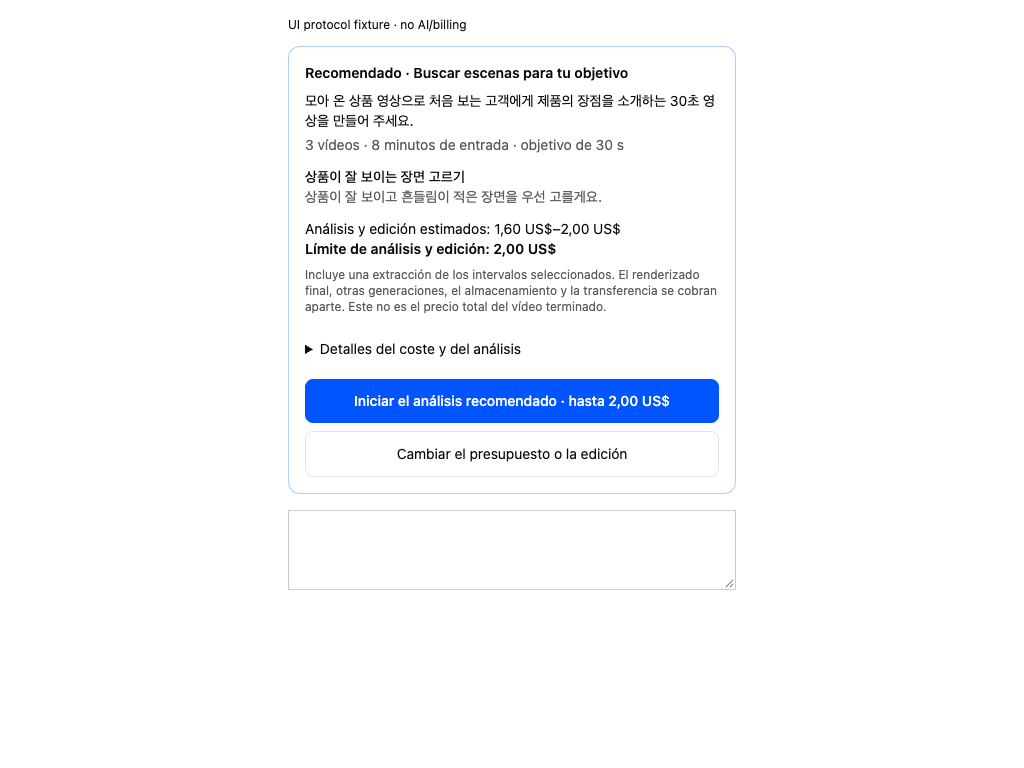 UI protocol fixture · no AI/billing
Recomendado · Buscar escenas para tu objetivo
모아 온 상품 영상으로 처음 보는 고객에게 제품의 장점을 소개하는 30초 영
상을 만들어 주세요.
3 vídeos · 8 minutos de entrada · objetivo de 30 s
상품이 잘 보이는 장면 고르기
상품이 잘 보이고 흔들림이 적은 장면을 우선 고를게요.
Análisis y edición estimados: 1,60 US$–2,00 US$
Límite de análisis y edición: 2,00 US$
Incluye una extracción de los intervalos seleccionados. El renderizado
final, otras generaciones, el almacenamiento y la transferencia se cobran
aparte. Este no es el precio total del vídeo terminado.
Detalles del coste y del análisis
Iniciar el análisis recomendado · hasta 2,00 US$
Cambiar el presupuesto o la edición